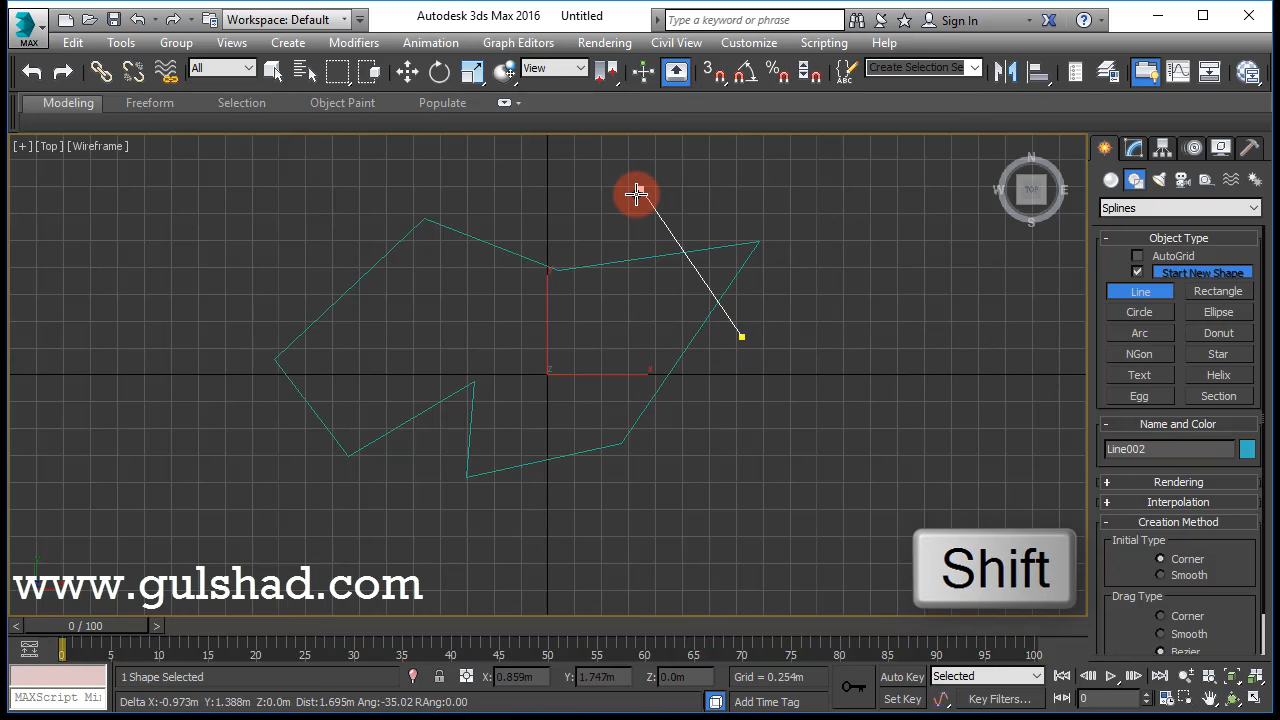 MAX
Workspace: Default
Autodesk 3ds Max 2016
Untitled
Type a keyword or phrase
Sign In
Edit
Tools
Group
Views
Create
Modifiers
Animation
Graph Editors
Rendering
Civil View
Customize
Scripting
Help
All
View
3
ABC
Create Selection Se
Modeling
Freeform
Selection
Object Paint
Populate
[+] [Top] [Wireframe]
N
W
TOP
E
S
Splines
Object Type
AutoGrid
Start New Shape
Line
Rectangle
Circle
Ellipse
Arc
Donut
NGon
Star
Text
Helix
Egg
Section
Name and Color
Line002
Rendering
Interpolation
Creation Method
Initial Type
Corner
Smooth
Drag Type
Corner
Smooth
Bezier
z
x
Shift
www.gulshad.com
0 / 100
0 5 10 15 20 25 30 35 40 45 50 55 60 65 70 75 80 85 90 95 100
MAXScript Mi
1 Shape Selected
X: 0.859m
Y: 1.747m
Z: 0.0m
Grid = 0.254m
Auto Key
Selected
Delta X:-0.973m Y:1.388m Z:0.0m Dist:1.695m Ang:-35.02 RAng:0.00
Add Time Tag
Set Key
Key Filters...
0